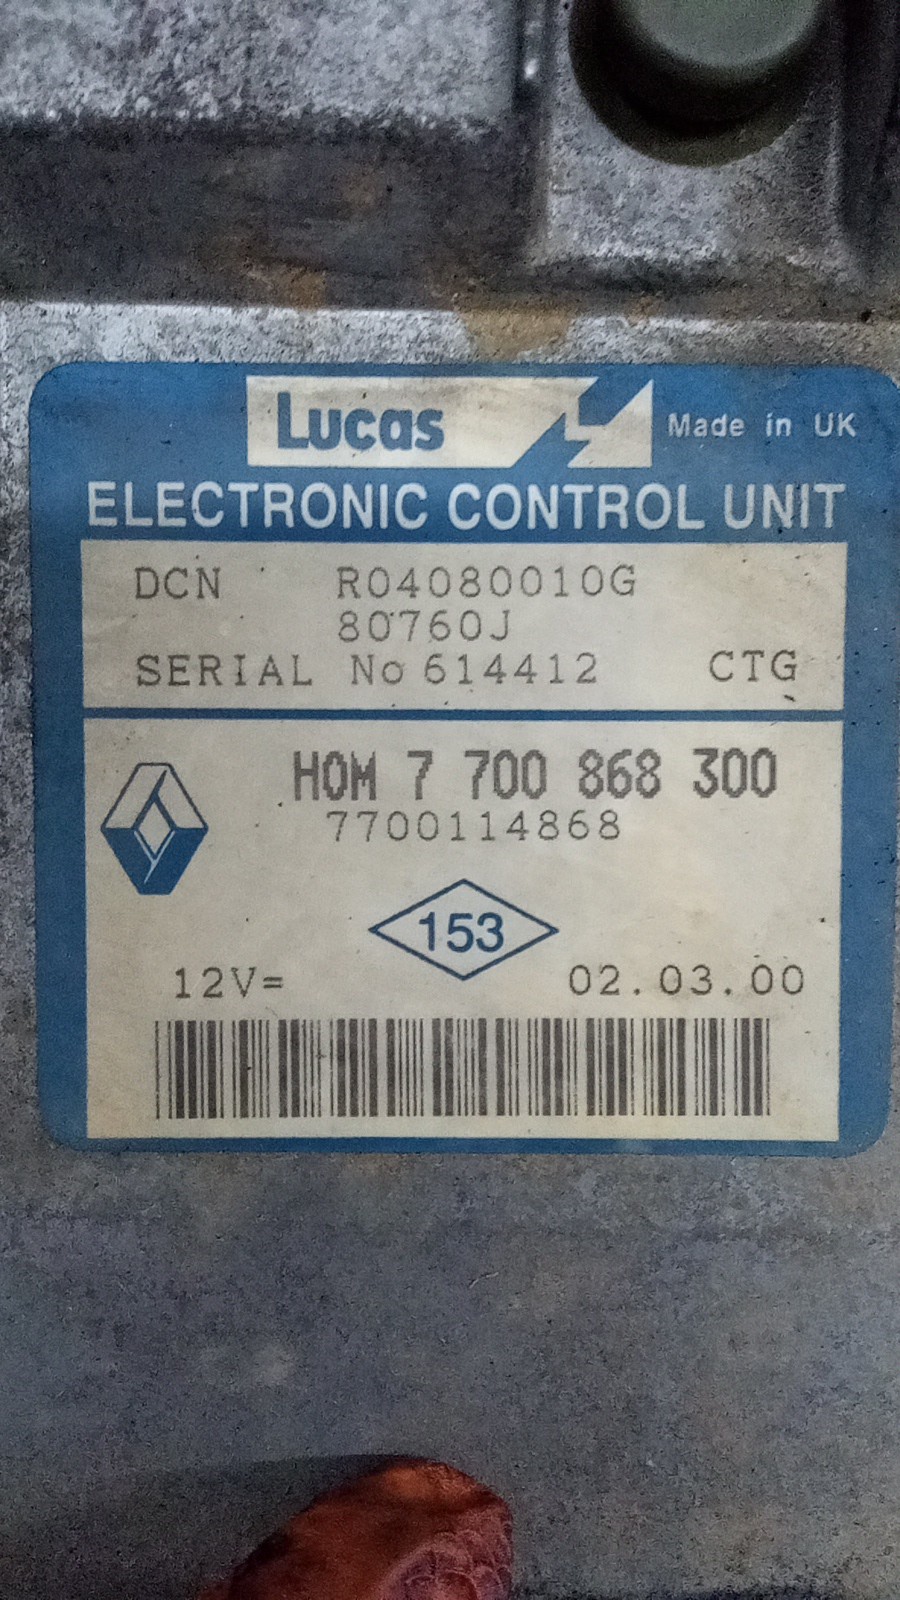 Lucas Made in UK
ELECTRONIC CONTROL UNIT
DCN R04080010G
80760J
SERIAL No 614412 CTG
HOM 7 700 868 300
7700114868
153
12V= 02.03.00